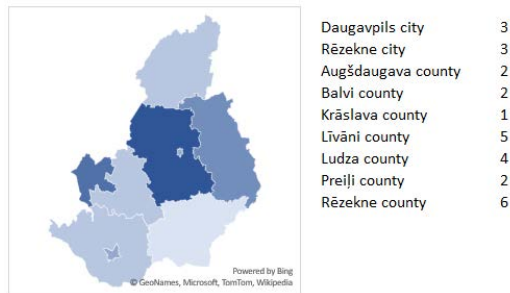 Daugavpils city 3
Rēzekne city 3
Augšdaugava county 2
Balvi county 2
Krāslava county 1
Līvāni county 5
Ludza county 4
Preiļi county 2
Rēzekne county 6
Powered by Bing
© GeoNames, Microsoft, TomTom, Wikipedia